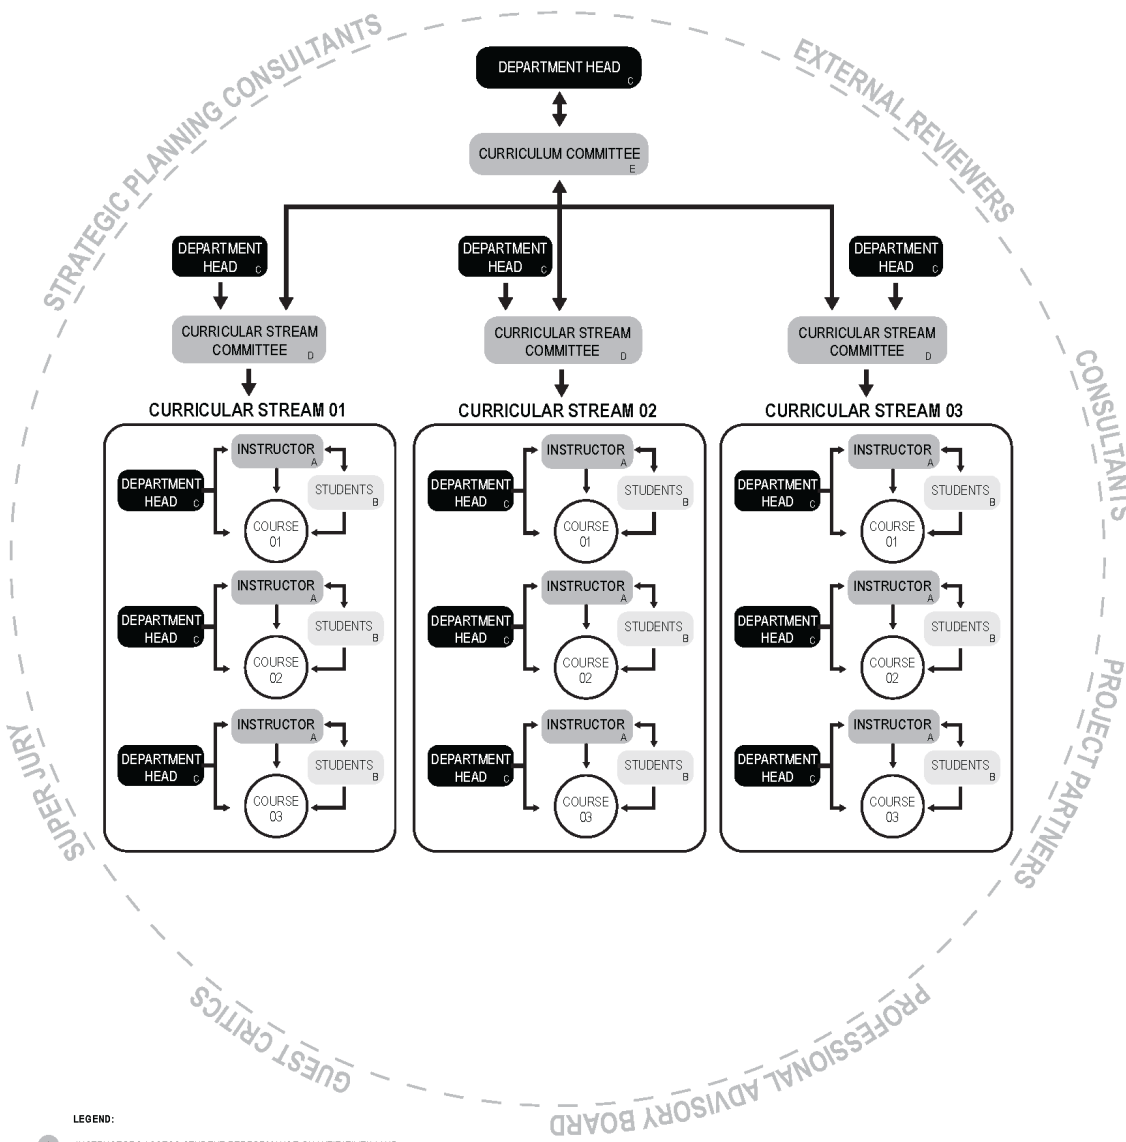 STRATEGIC PLANNING CONSULTANTS
EXTERNAL REVIEWERS
DEPARTMENT HEAD
C
CURRICULUM COMMITTEE
E
DEPARTMENT
HEAD C
DEPARTMENT
HEAD C
DEPARTMENT
HEAD C
CURRICULAR STREAM
COMMITTEE D
CURRICULAR STREAM
COMMITTEE D
CURRICULAR STREAM
COMMITTEE D
CONSULTANTS
CURRICULAR STREAM 01
INSTRUCTOR
A
DEPARTMENT
HEAD C
STUDENTS
B
COURSE
01
INSTRUCTOR
A
DEPARTMENT
HEAD C
STUDENTS
B
COURSE
02
INSTRUCTOR
A
DEPARTMENT
HEAD C
STUDENTS
B
COURSE
03
CURRICULAR STREAM 02
INSTRUCTOR
A
DEPARTMENT
HEAD C
STUDENTS
B
COURSE
01
INSTRUCTOR
A
DEPARTMENT
HEAD C
STUDENTS
B
COURSE
02
INSTRUCTOR
A
DEPARTMENT
HEAD C
STUDENTS
B
COURSE
03
CURRICULAR STREAM 03
INSTRUCTOR
A
DEPARTMENT
HEAD C
STUDENTS
B
COURSE
01
INSTRUCTOR
A
DEPARTMENT
HEAD C
STUDENTS
B
COURSE
02
INSTRUCTOR
A
DEPARTMENT
HEAD C
STUDENTS
B
COURSE
03
PROJECT PARTNERS
SUPER JURY
GUEST CRITICS
PROFESSIONAL ADVISORY BOARD
LEGEND: